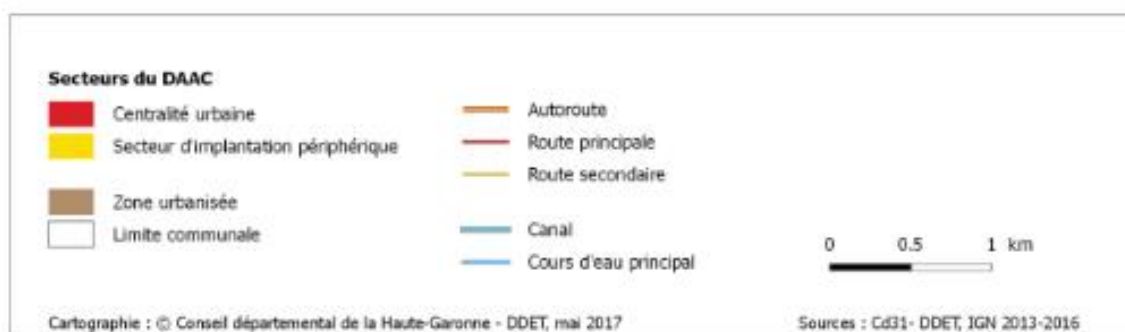 Secteurs du DAAC
Centralité urbaine
Secteur d'implantation périphérique
Zone urbanisée
Limite communale
Autoroute
Route principale
Route secondaire
Canal
Cours d'eau principal
0 0.5 1 km
Cartographie : © Conseil départemental de la Haute-Garonne - DDET, mai 2017
Sources : Cd31- DDET, IGN 2013-2016